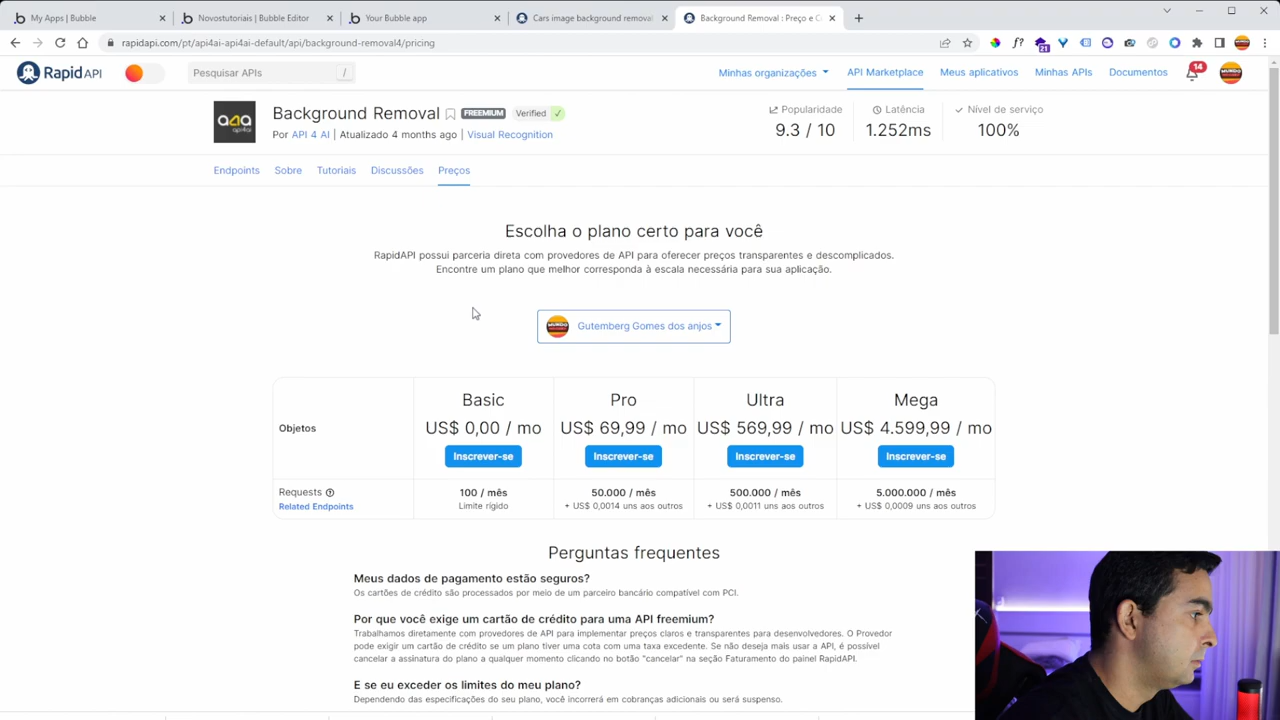 My Apps | Bubble
Novostutoriais | Bubble Editor
Your Bubble app
Cars image background removal
Background Removal : Preço e C
rapidapi.com/pt/api4ai-api4ai-default/api/background-removal4/pricing
21
Rapid API
Pesquisar APIs
/
Minhas organizações
API Marketplace
Meus aplicativos
Minhas APIs
Documentos
14
Background Removal
FREEMIUM
Verified ✓
Por API 4 AI | Atualizado 4 months ago | Visual Recognition
Popularidade
9.3 / 10
Latência
1.252ms
Nível de serviço
100%
Endpoints
Sobre
Tutoriais
Discussões
Preços
Escolha o plano certo para você
RapidAPI possui parceria direta com provedores de API para oferecer preços transparentes e descomplicados.
Encontre um plano que melhor corresponda à escala necessária para sua aplicação.
Gutemberg Gomes dos anjos
Objetos
Basic
US$ 0,00 / mo
Inscrever-se
Pro
US$ 69,99 / mo
Inscrever-se
Ultra
US$ 569,99 / mo
Inscrever-se
Mega
US$ 4.599,99 / mo
Inscrever-se
Requests
Related Endpoints
100 / mês
Limite rígido
50.000 / mês
+ US$ 0,0014 uns aos outros
500.000 / mês
+ US$ 0,0011 uns aos outros
5.000.000 / mês
+ US$ 0,0009 uns aos outros
Perguntas frequentes
Meus dados de pagamento estão seguros?
Os cartões de crédito são processados por meio de um parceiro bancário compatível com PCI.
Por que você exige um cartão de crédito para uma API freemium?
Trabalhamos diretamente com provedores de API para implementar preços claros e transparentes para desenvolvedores. O Provedor
pode exigir um cartão de crédito se um plano tiver uma cota com uma taxa excedente. Se não deseja mais usar a API, é possível
cancelar a assinatura do plano a qualquer momento clicando no botão "cancelar" na seção Faturamento do painel RapidAPI.
E se eu exceder os limites do meu plano?
Dependendo das especificações do seu plano, você incorrerá em cobranças adicionais ou será suspenso.